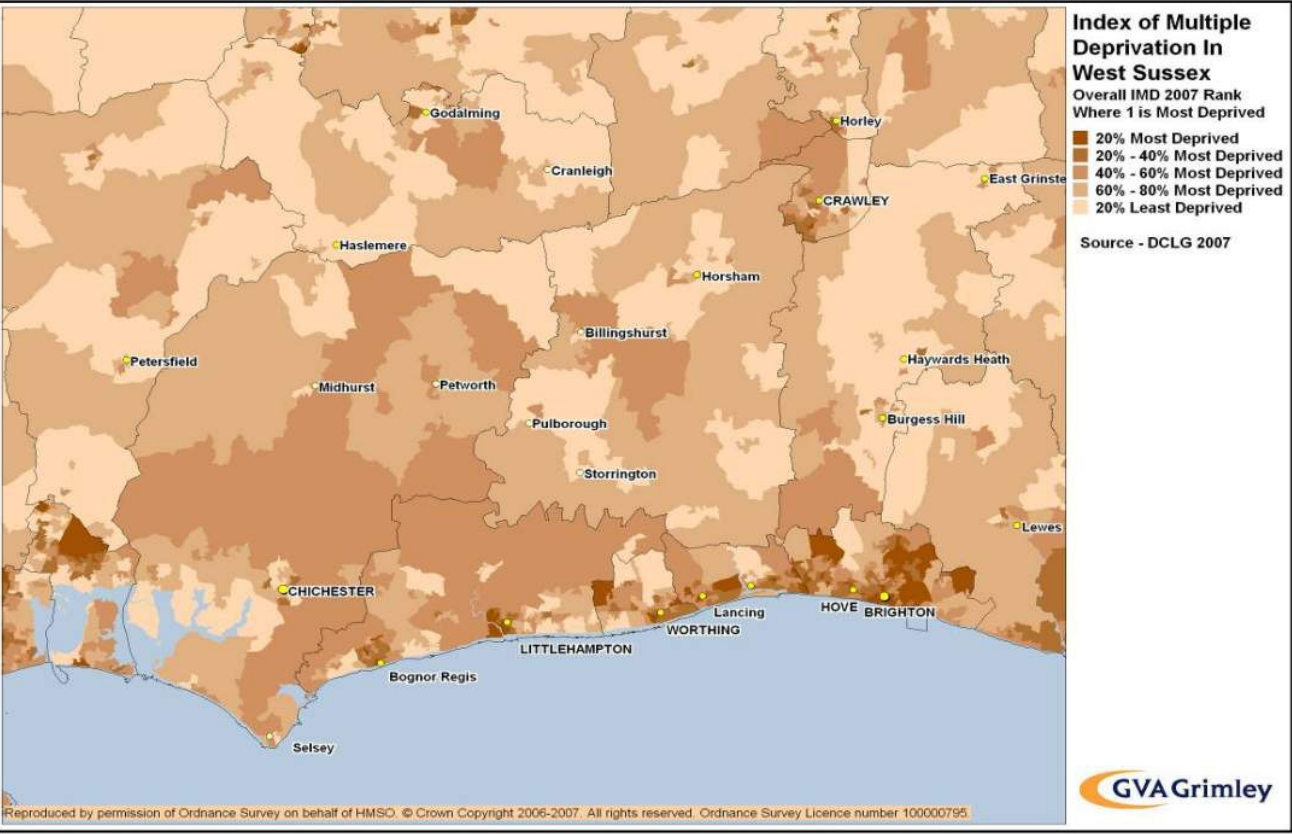 Index of Multiple
Deprivation In
West Sussex
Overall IMD 2007 Rank
Where 1 is Most Deprived
20% Most Deprived
20% - 40% Most Deprived
40% - 60% Most Deprived
60% - 80% Most Deprived
20% Least Deprived
Source - DCLG 2007
Godalming
Horley
Cranleigh
East Grinste
CRAWLEY
Haslemere
Horsham
Billingshurst
Petersfield
Haywards Heath
Midhurst
Petworth
Pulborough
Burgess Hill
Storrington
Lewes
CHICHESTER
Lancing
HOVE
BRIGHTON
WORTHING
LITTLEHAMPTON
Bognor Regis
Selsey
Reproduced by permission of Ordnance Survey on behalf of HMSO. © Crown Copyright 2006-2007. All rights reserved. Ordnance Survey Licence number 100000795.
GVA Grimley